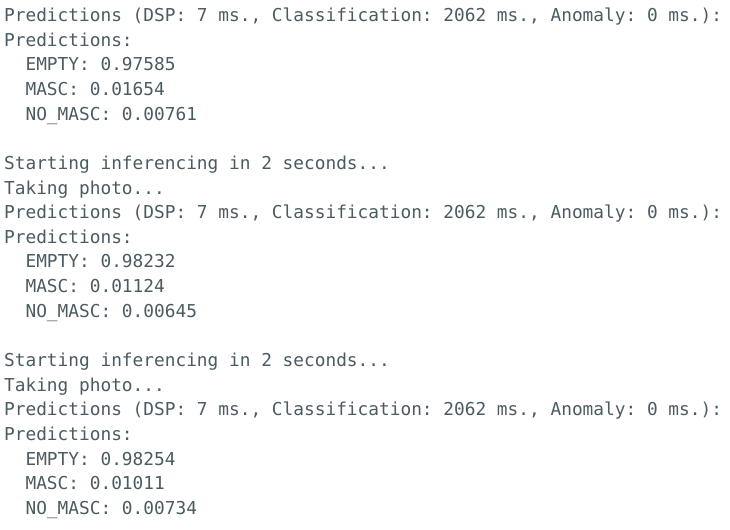 Predictions (DSP: 7 ms., Classification: 2062 ms., Anomaly: 0 ms.):
Predictions:
  EMPTY: 0.97585
  MASC: 0.01654
  NO_MASC: 0.00761

Starting inferencing in 2 seconds...
Taking photo...
Predictions (DSP: 7 ms., Classification: 2062 ms., Anomaly: 0 ms.):
Predictions:
  EMPTY: 0.98232
  MASC: 0.01124
  NO_MASC: 0.00645

Starting inferencing in 2 seconds...
Taking photo...
Predictions (DSP: 7 ms., Classification: 2062 ms., Anomaly: 0 ms.):
Predictions:
  EMPTY: 0.98254
  MASC: 0.01011
  NO_MASC: 0.00734